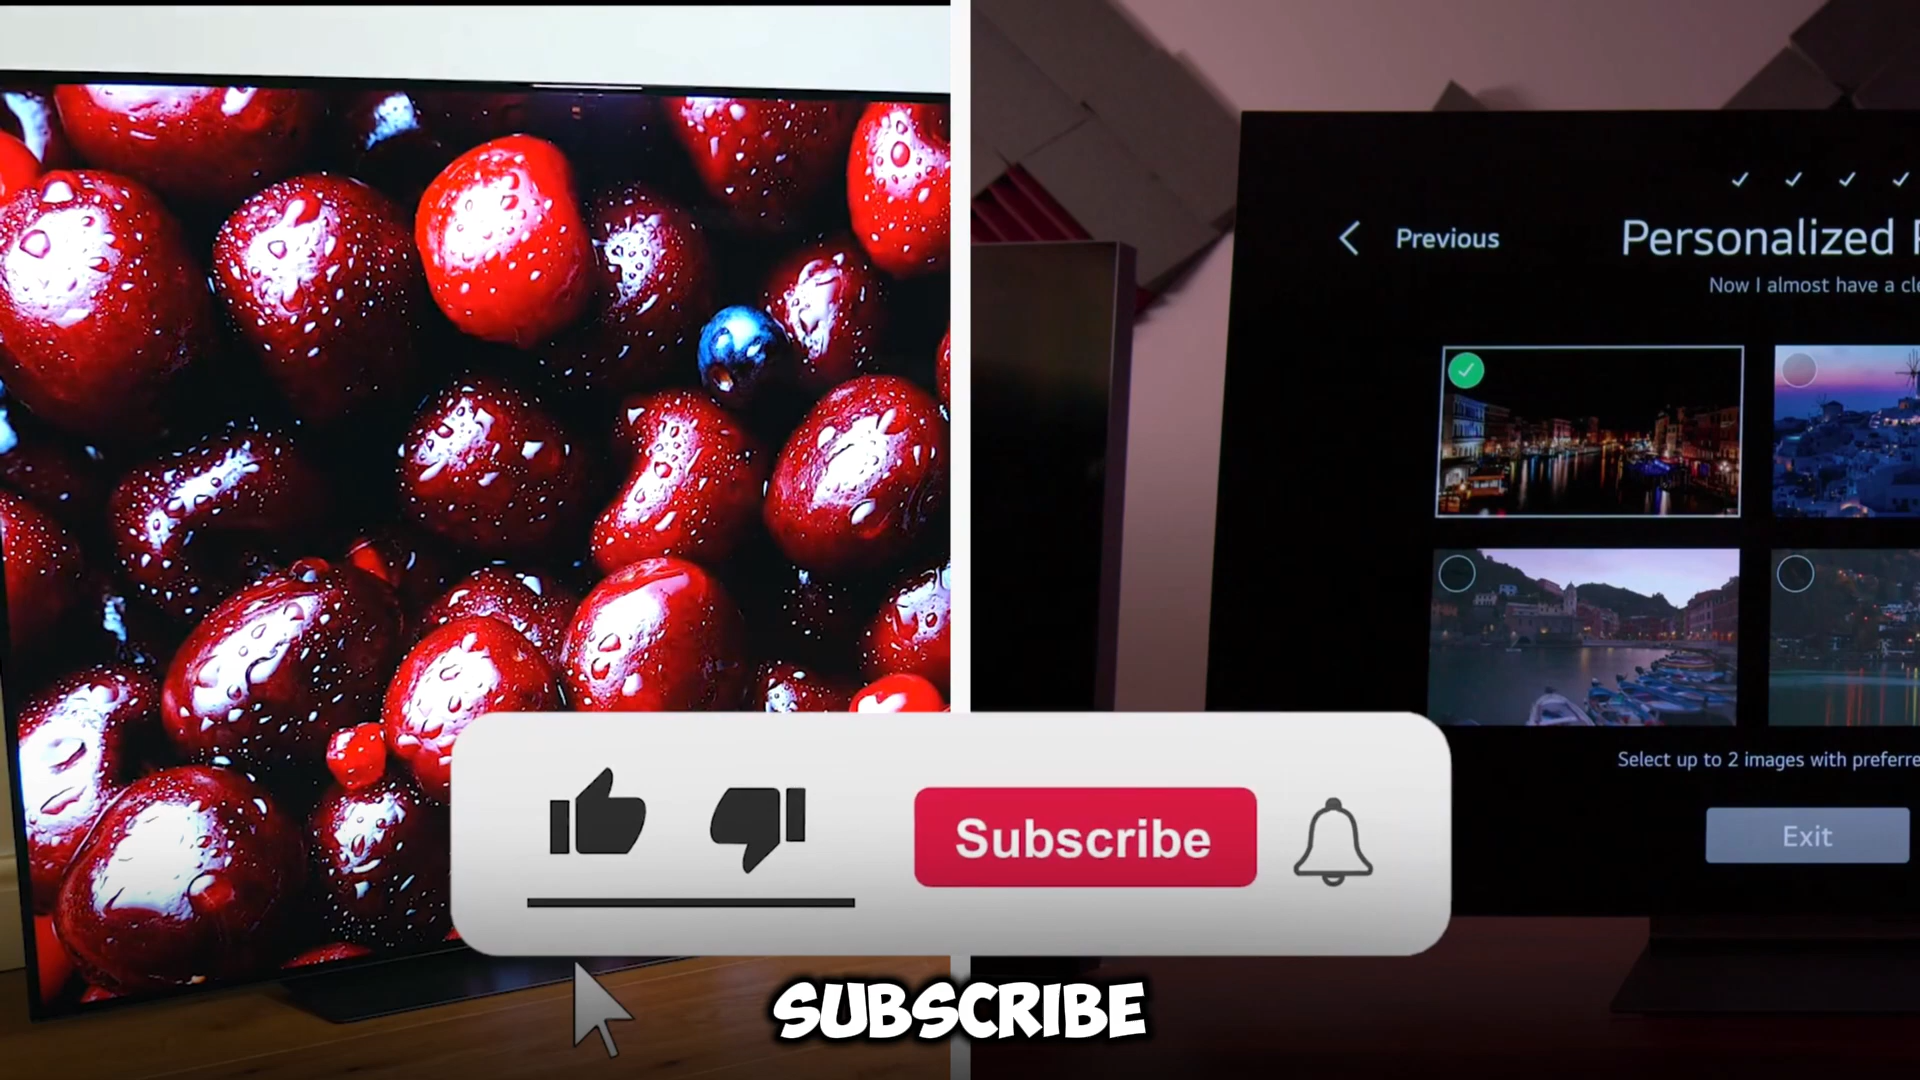 Previous
Personalized
Now I almost have a
Select up to 2 images with
Exit
Subscribe
SUBSCRIBE